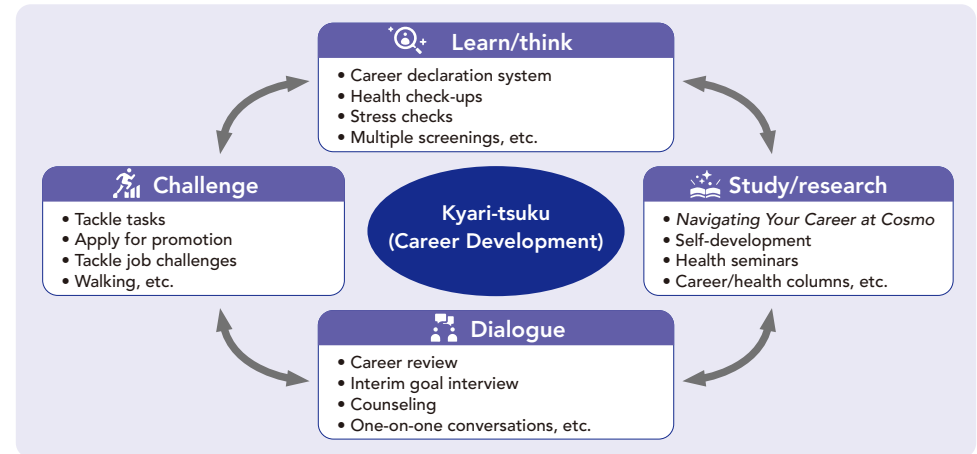 Learn/think
• Career declaration system
• Health check-ups
• Stress checks
• Multiple screenings, etc.
Challenge
• Tackle tasks
• Apply for promotion
• Tackle job challenges
• Walking, etc.
Kyari-tsuku
(Career Development)
Study/research
• Navigating Your Career at Cosmo
• Self-development
• Health seminars
• Career/health columns, etc.
Dialogue
• Career review
• Interim goal interview
• Counseling
• One-on-one conversations, etc.